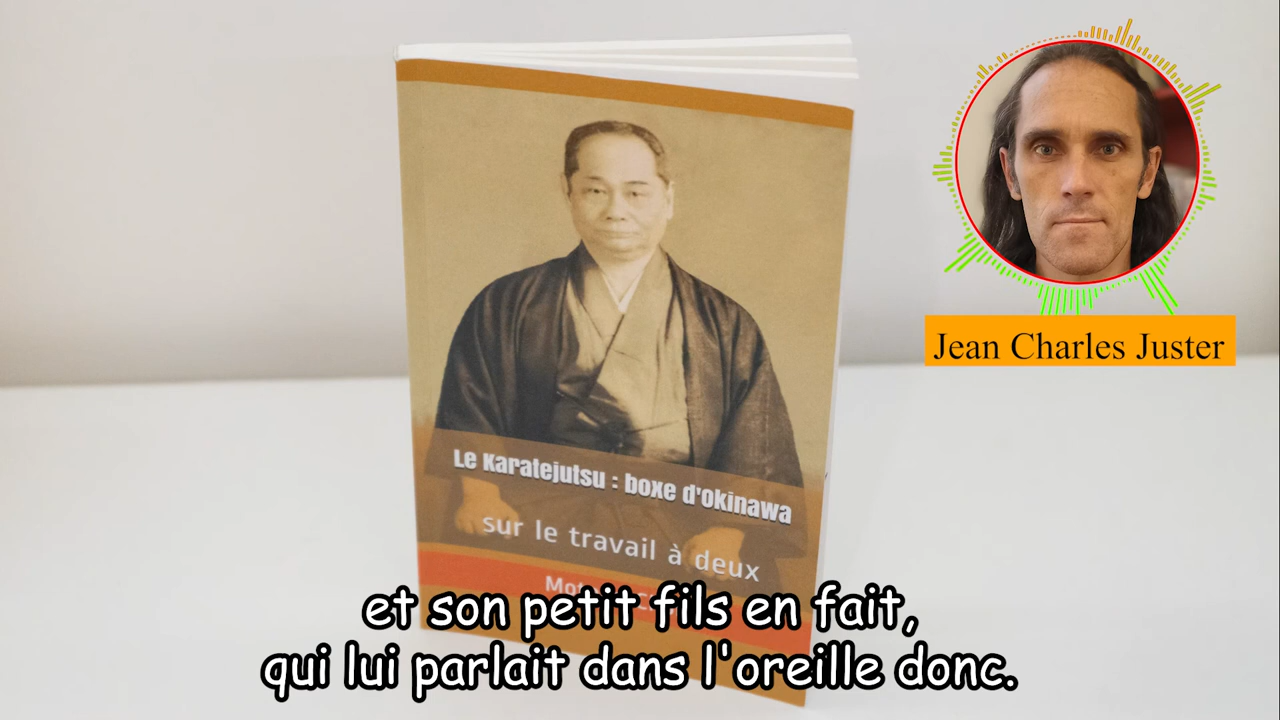 Jean Charles Juster
Le Karatejutsu : boxe d'Okinawa
sur le travail à deux
et son petit fils en fait,
qui lui parlait dans l'oreille donc.